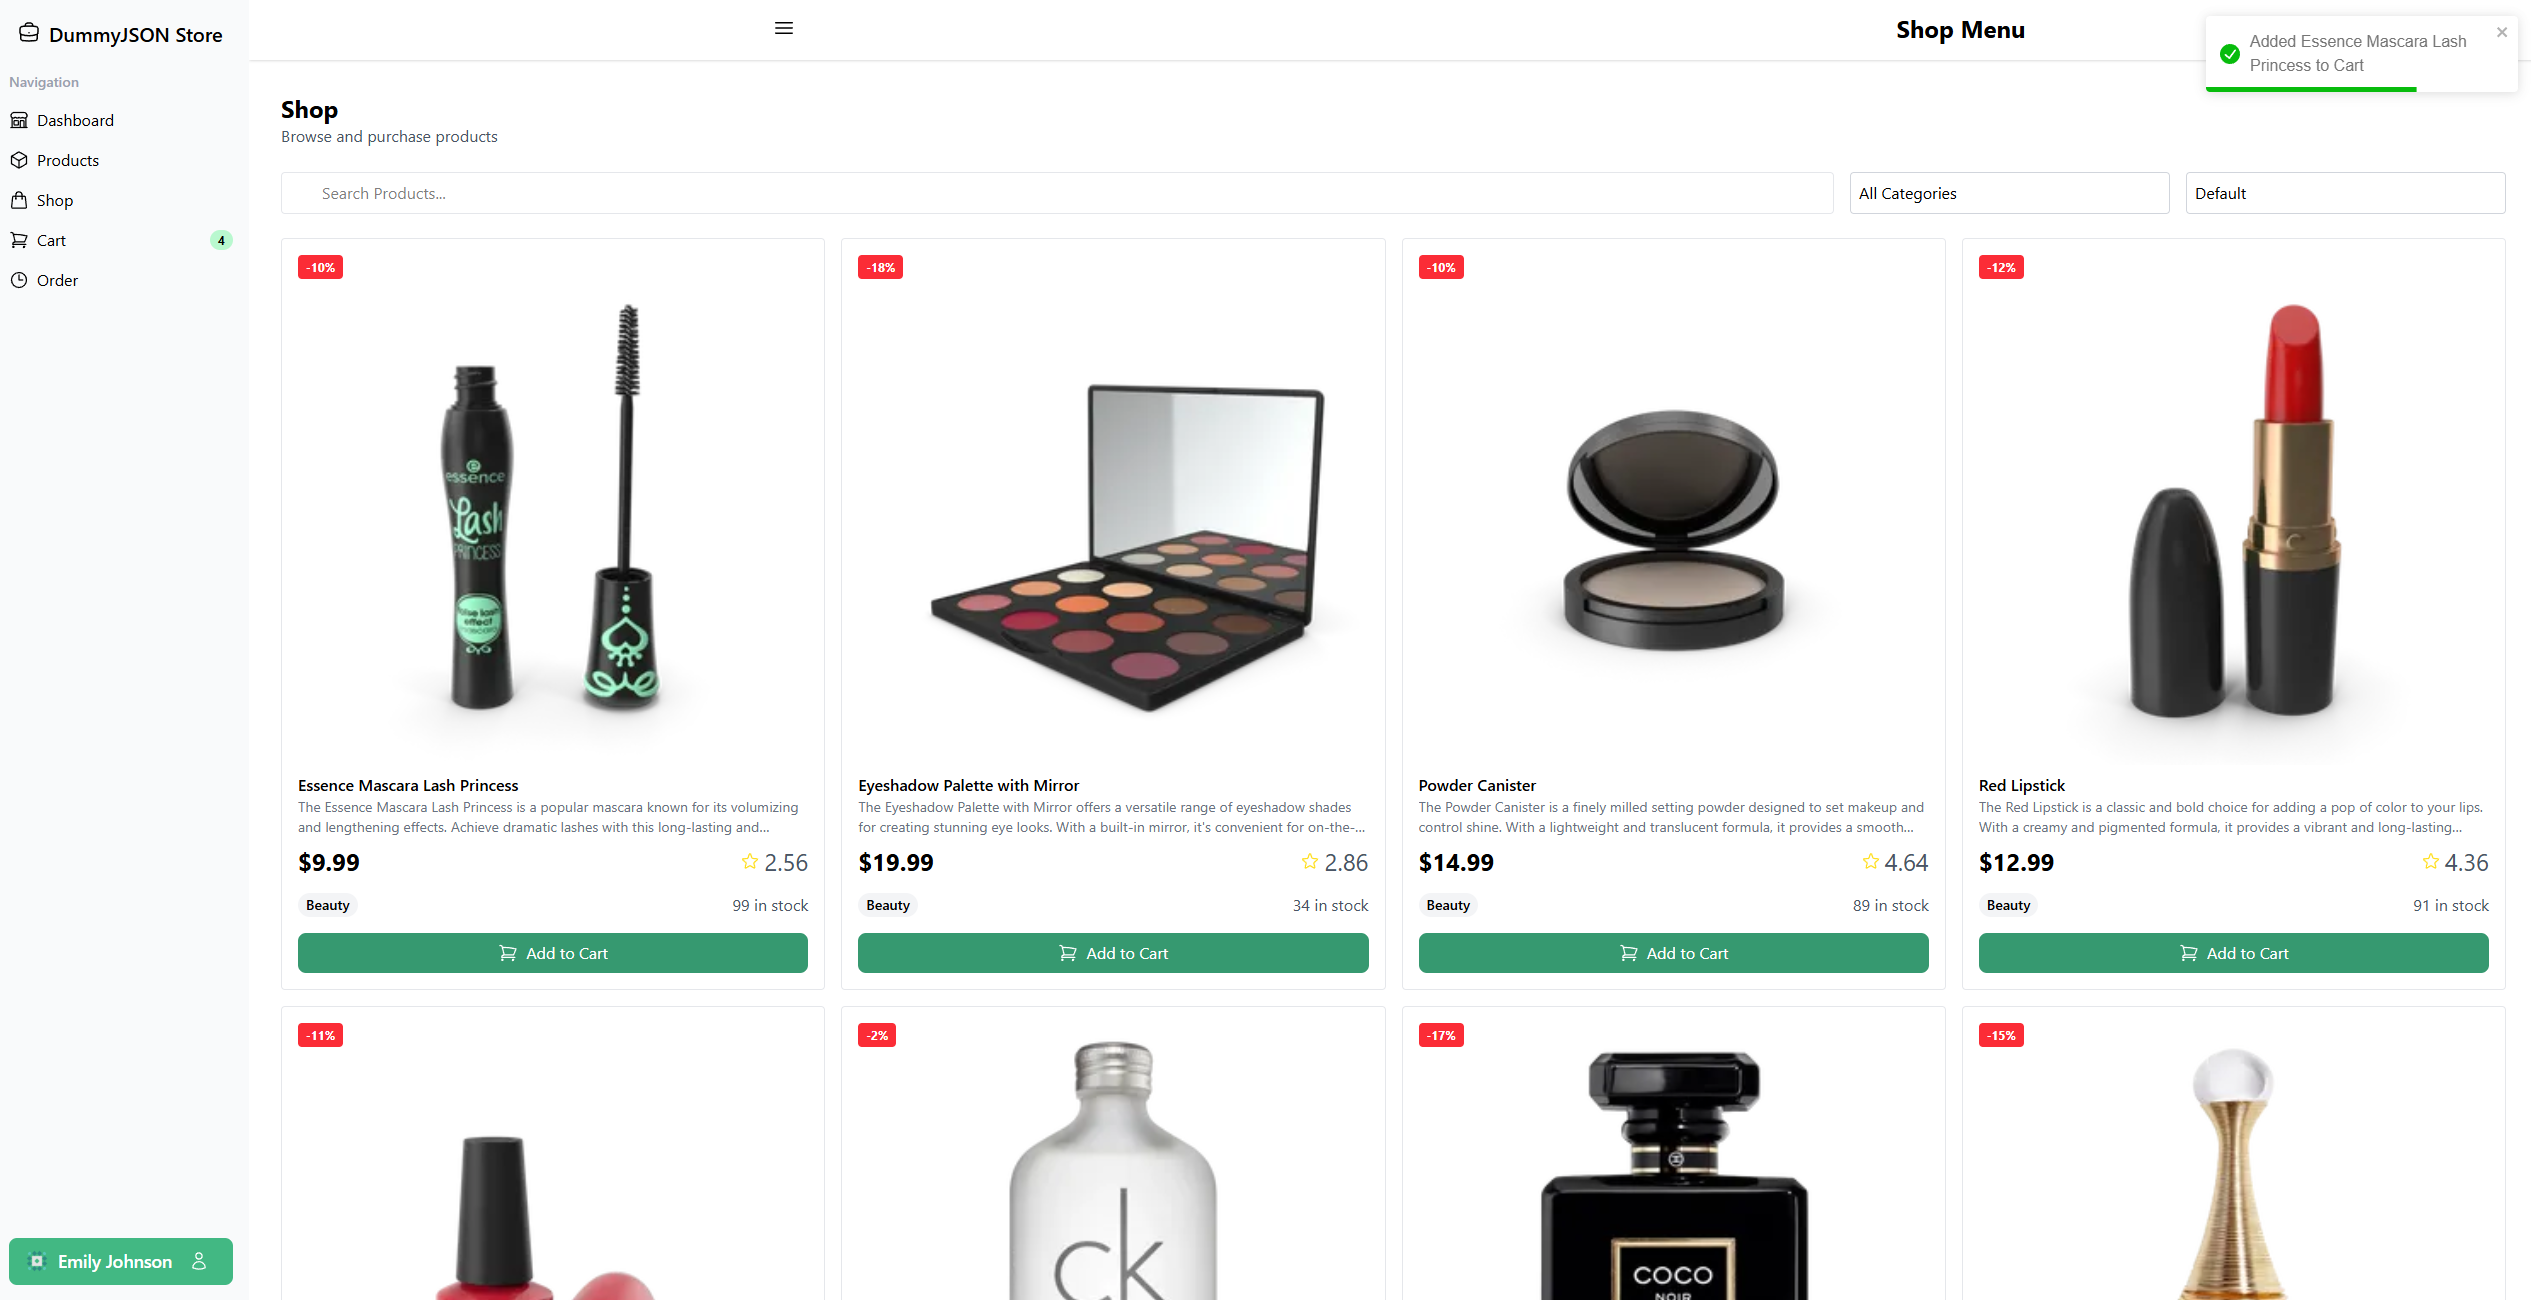 DummyJSON Store
Navigation
Dashboard
Products
Shop
Cart
4
Order
Emily Johnson
Shop Menu
Added Essence Mascara Lash
Princess to Cart
Shop
Browse and purchase products
Search Products...
All Categories
Default
-10%
essence
Lash
PRINCESS
false lash
effect
mascara
Essence Mascara Lash Princess
The Essence Mascara Lash Princess is a popular mascara known for its volumizing
and lengthening effects. Achieve dramatic lashes with this long-lasting and...
$9.99
2.56
Beauty
99 in stock
Add to Cart
-18%
Eyeshadow Palette with Mirror
The Eyeshadow Palette with Mirror offers a versatile range of eyeshadow shades
for creating stunning eye looks. With a built-in mirror, it's convenient for on-the-...
$19.99
2.86
Beauty
34 in stock
Add to Cart
-10%
Powder Canister
The Powder Canister is a finely milled setting powder designed to set makeup and
control shine. With a lightweight and translucent formula, it provides a smooth...
$14.99
4.64
Beauty
89 in stock
Add to Cart
-12%
Red Lipstick
The Red Lipstick is a classic and bold choice for adding a pop of color to your lips.
With a creamy and pigmented formula, it provides a vibrant and long-lasting...
$12.99
4.36
Beauty
91 in stock
Add to Cart
-11%
-2%
ck
-17%
COCO
NOIR
-15%